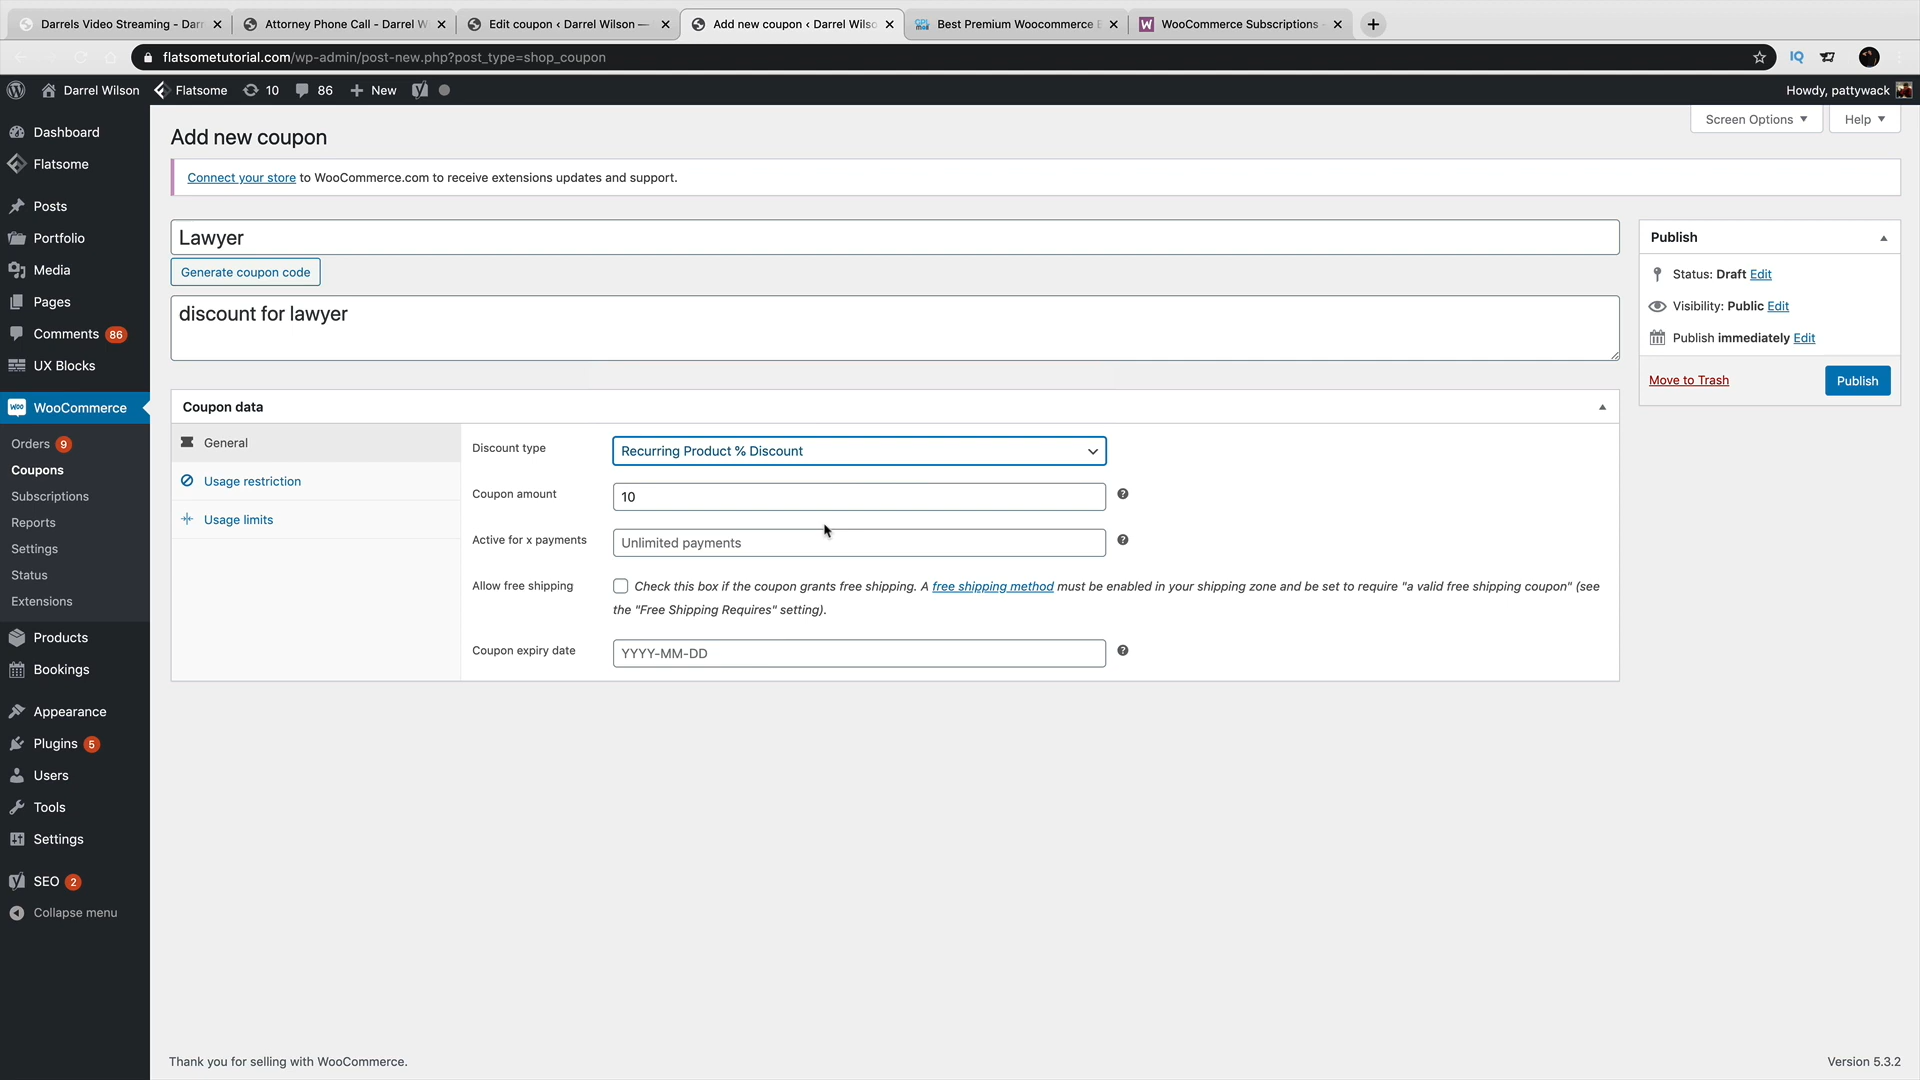 Darrels Video Streaming - Darr
Attorney Phone Call - Darrel W
Edit coupon ‹ Darrel Wilson —
Add new coupon ‹ Darrel Wilso
Best Premium Woocommerce E
WooCommerce Subscriptions -
flatsometutorial.com/wp-admin/post-new.php?post_type=shop_coupon
IQ
Darrel Wilson
Flatsome
10
86
New
Howdy, pattywack
Screen Options
Help
Dashboard
Flatsome
Posts
Portfolio
Media
Pages
Comments 86
UX Blocks
WooCommerce
Orders 9
Coupons
Subscriptions
Reports
Settings
Status
Extensions
Products
Bookings
Appearance
Plugins 5
Users
Tools
Settings
SEO 2
Collapse menu
Add new coupon
Connect your store to WooCommerce.com to receive extensions updates and support.
Lawyer
Generate coupon code
discount for lawyer
Coupon data
General
Usage restriction
Usage limits
Discount type
Recurring Product % Discount
Coupon amount
10
Active for x payments
Unlimited payments
Allow free shipping
Check this box if the coupon grants free shipping. A free shipping method must be enabled in your shipping zone and be set to require "a valid free shipping coupon" (see
the "Free Shipping Requires" setting).
Coupon expiry date
YYYY-MM-DD
Publish
Status: Draft Edit
Visibility: Public Edit
Publish immediately Edit
Move to Trash
Publish
Thank you for selling with WooCommerce.
Version 5.3.2